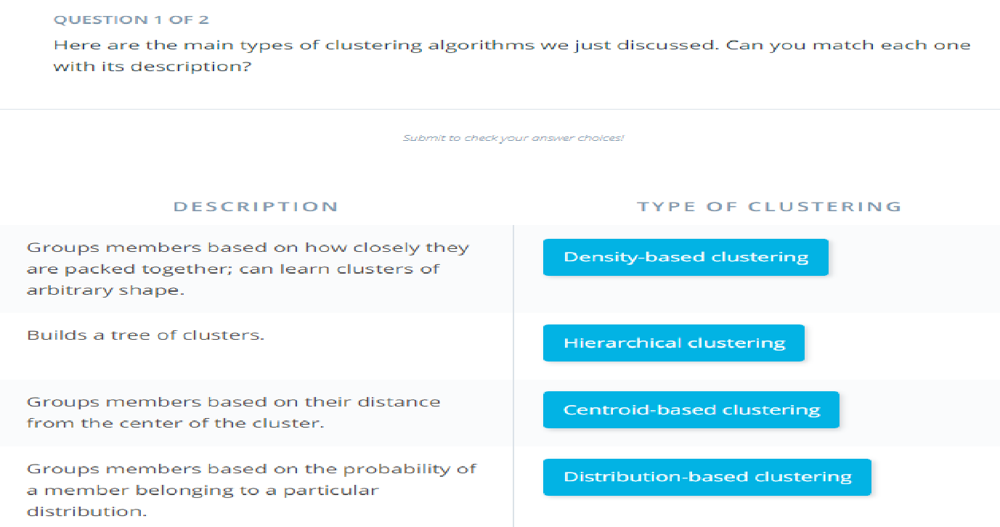 QUESTION 1 OF 2
Here are the main types of clustering algorithms we just discussed. Can you match each one
with its description?
Submit to check your answer choices!
DESCRIPTION
TYPE OF CLUSTERING
Groups members based on how closely they
are packed together; can learn clusters of
arbitrary shape.
Density-based clustering
Builds a tree of clusters.
Hierarchical clustering
Groups members based on their distance
from the center of the cluster.
Centroid-based clustering
Groups members based on the probability of
a member belonging to a particular
distribution.
Distribution-based clustering